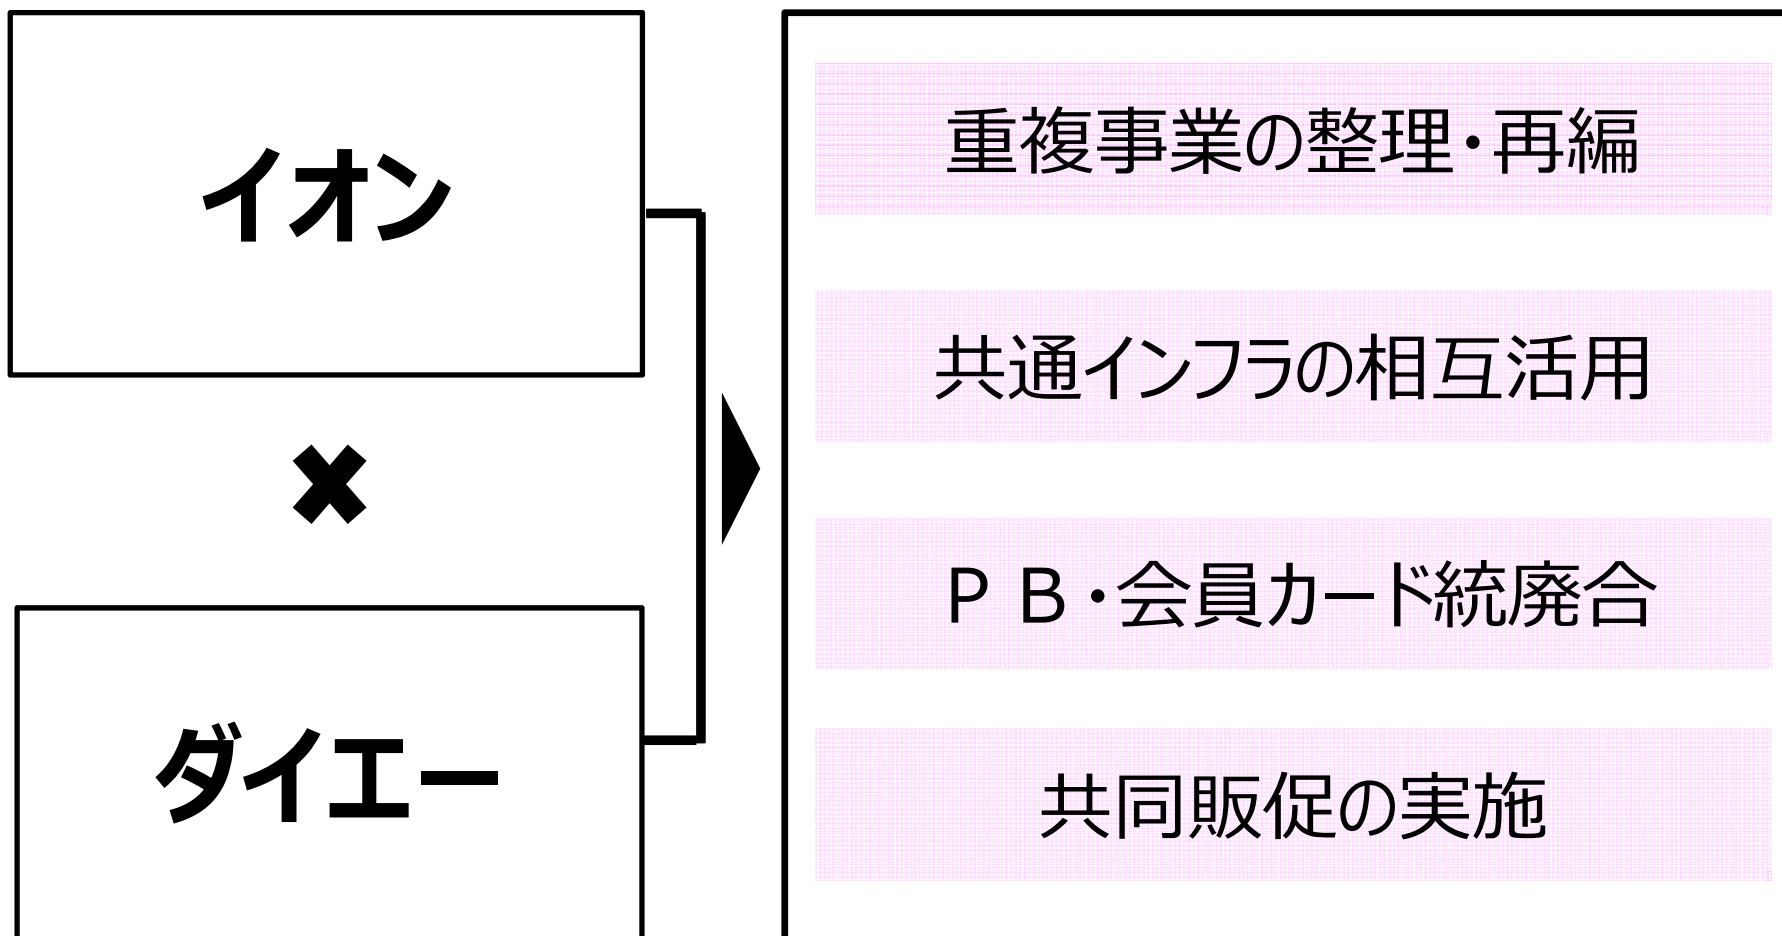 イオン
✖
ダイエー
重複事業の整理・再編
共通インフラの相互活用
ＰＢ・会員カード統廃合
共同販促の実施